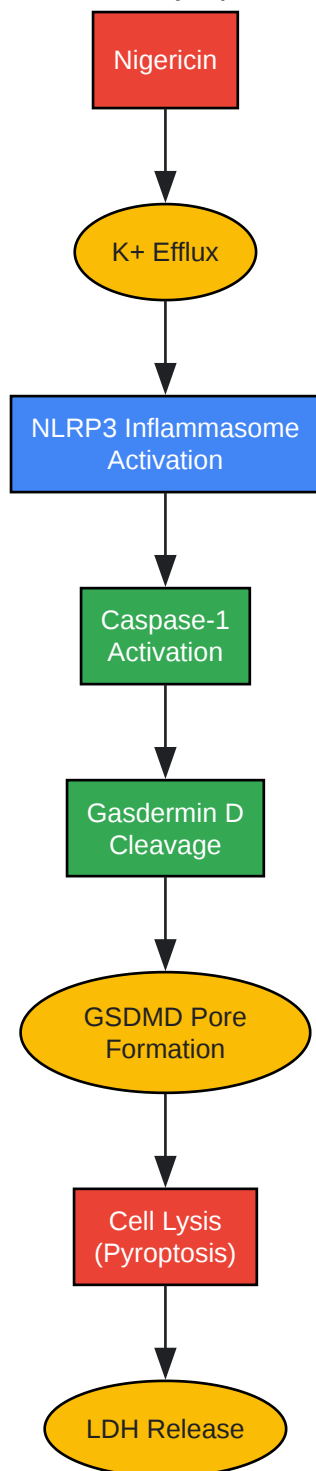 Nigericin
K+ Efflux
NLRP3 Inflammasome
Activation
Caspase-1
Activation
Gasdermin D
Cleavage
GSDMD Pore
Formation
Cell Lysis
(Pyroptosis)
LDH Release